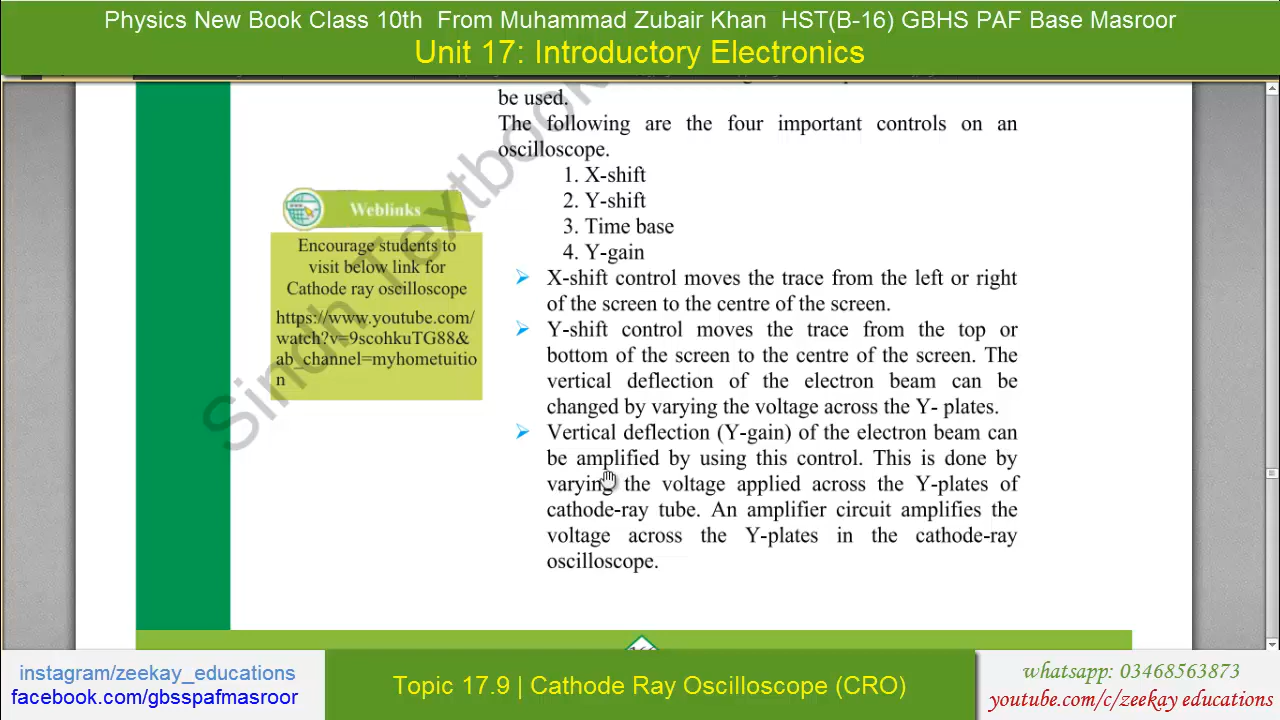 Physics New Book Class 10th From Muhammad Zubair Khan HST(B-16) GBHS PAF Base Masroor
Unit 17: Introductory Electronics
be used.
The following are the four important controls on an
oscilloscope.
1. X-shift
2. Y-shift
3. Time base
4. Y-gain
Weblinks
Encourage students to
visit below link for
Cathode ray oscilloscope
https://www.youtube.com/
watch?v=9scohkuTG88&
ab_channel=myhometuitio
n
X-shift control moves the trace from the left or right
of the screen to the centre of the screen.
Y-shift control moves the trace from the top or
bottom of the screen to the centre of the screen. The
vertical deflection of the electron beam can be
changed by varying the voltage across the Y- plates.
Vertical deflection (Y-gain) of the electron beam can
be amplified by using this control. This is done by
varying the voltage applied across the Y-plates of
cathode-ray tube. An amplifier circuit amplifies the
voltage across the Y-plates in the cathode-ray
oscilloscope.
Sindh Textbook
instagram/zeekay_educations
facebook.com/gbsspafmasroor
Topic 17.9 | Cathode Ray Oscilloscope (CRO)
whatsapp: 03468563873
youtube.com/c/zeekay educations